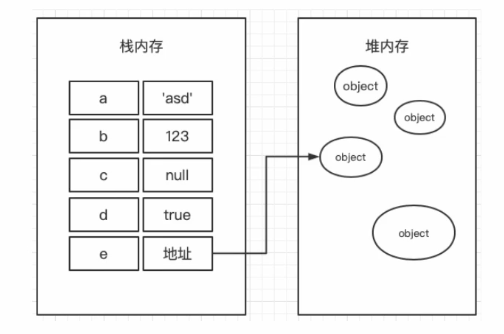 栈内存
a 'asd'
b 123
c null
d true
e 地址
堆内存
object
object
object
object